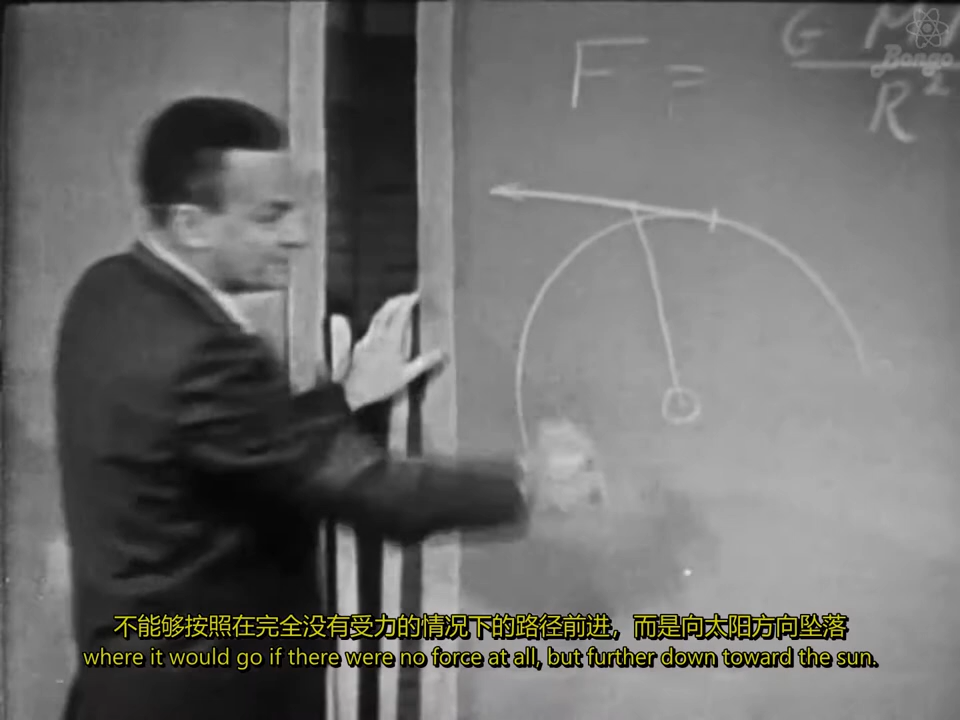 F = G M
R²
Bongo
不能够按照在完全没有受力的情况下的路径前进，而是向太阳方向坠落
where it would go if there were no force at all, but further down toward the sun.